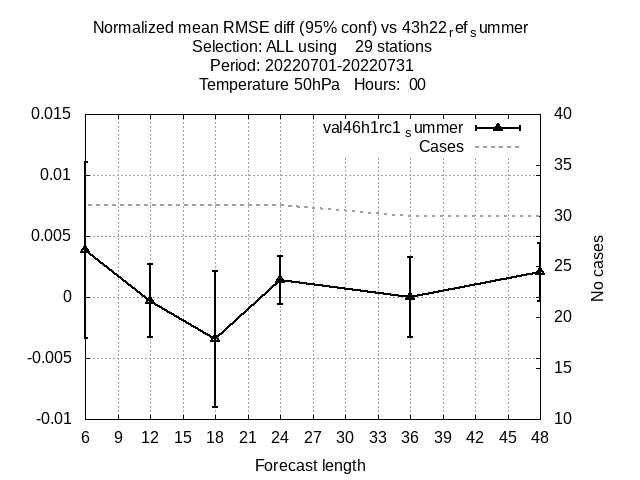 Normalized mean RMSE diff (95% conf) vs 43h22refsummer
Selection: ALL using 29 stations
Period: 20220701-20220731
Temperature 50hPa Hours: 00
val46h1rc1summer
Cases
0.015
0.01
0.005
0
-0.005
-0.01
40
35
30
25
20
15
10
No cases
6 9 12 15 18 21 24 27 30 33 36 39 42 45 48
Forecast length